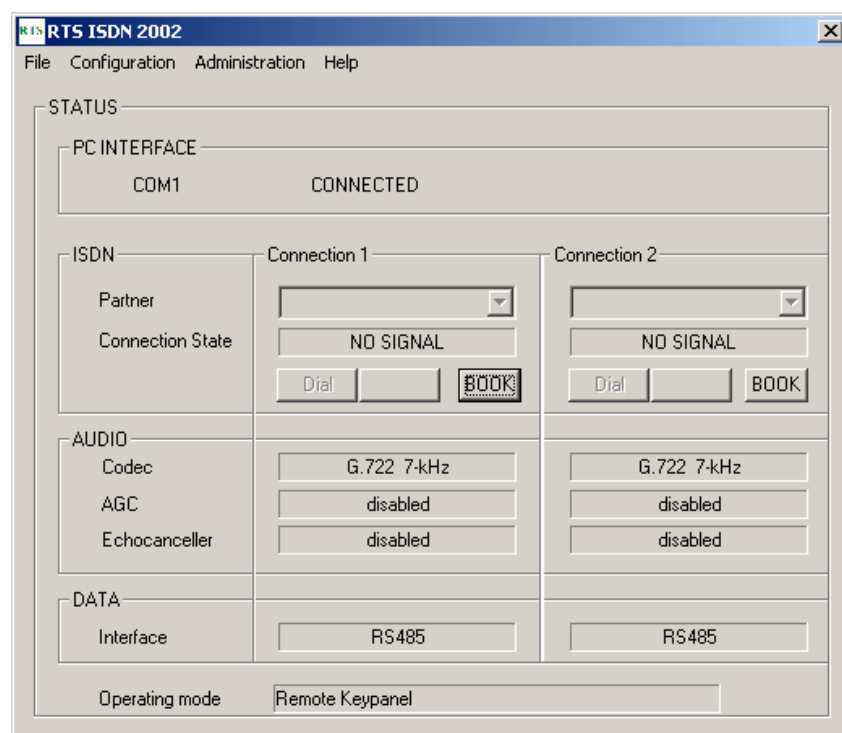 RTS RTS ISDN 2002
File Configuration Administration Help
STATUS
PC INTERFACE
COM1 CONNECTED
ISDN Connection 1 Connection 2
Partner
Connection State NO SIGNAL NO SIGNAL
Dial BOOK Dial BOOK
AUDIO
Codec G.722 7-kHz G.722 7-kHz
AGC disabled disabled
Echocanceller disabled disabled
DATA
Interface RS485 RS485
Operating mode Remote Keypanel